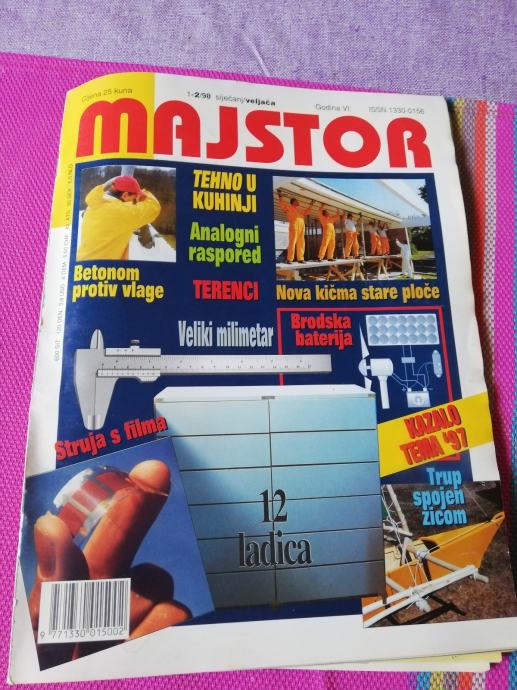 Cijena 25 kuna
1-2/98 siječanj/veljača
Godina VI.
ISSN 1330-0156
MAJSTOR
TEHNO U
KUHINJI
Analogni
raspored
TERENCI
Betonom
protiv vlage
Nova kičma stare ploče
Veliki milimetar
Brodska
baterija
KAZALO
TEMA '97
Struja s filma
12
ladica
Trup
spojen
žicom
9 771330 015002